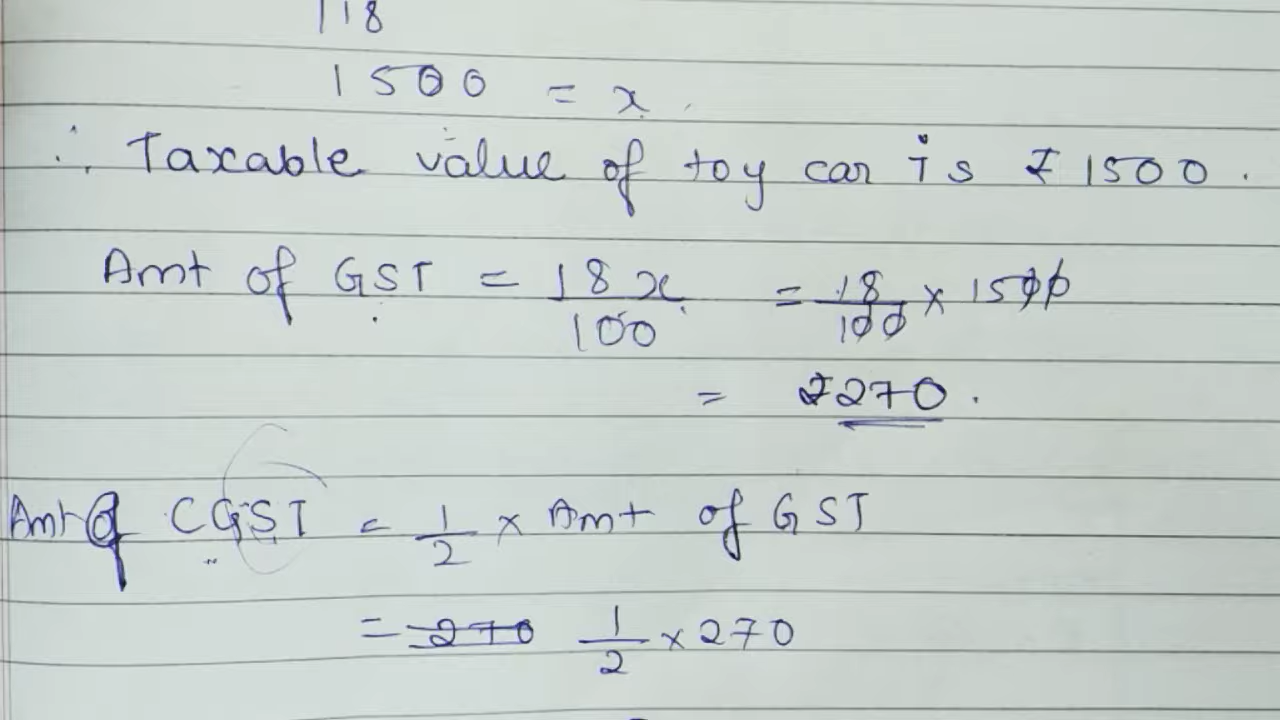 118
1500 = x.
∴ Taxable value of toy car is ₹ 1500.
Amt of GST = 18x/100 = 18/100 × 1500
= ₹270.
Amt of CGST = 1/2 × Amt of GST
= 270 1/2 × 270